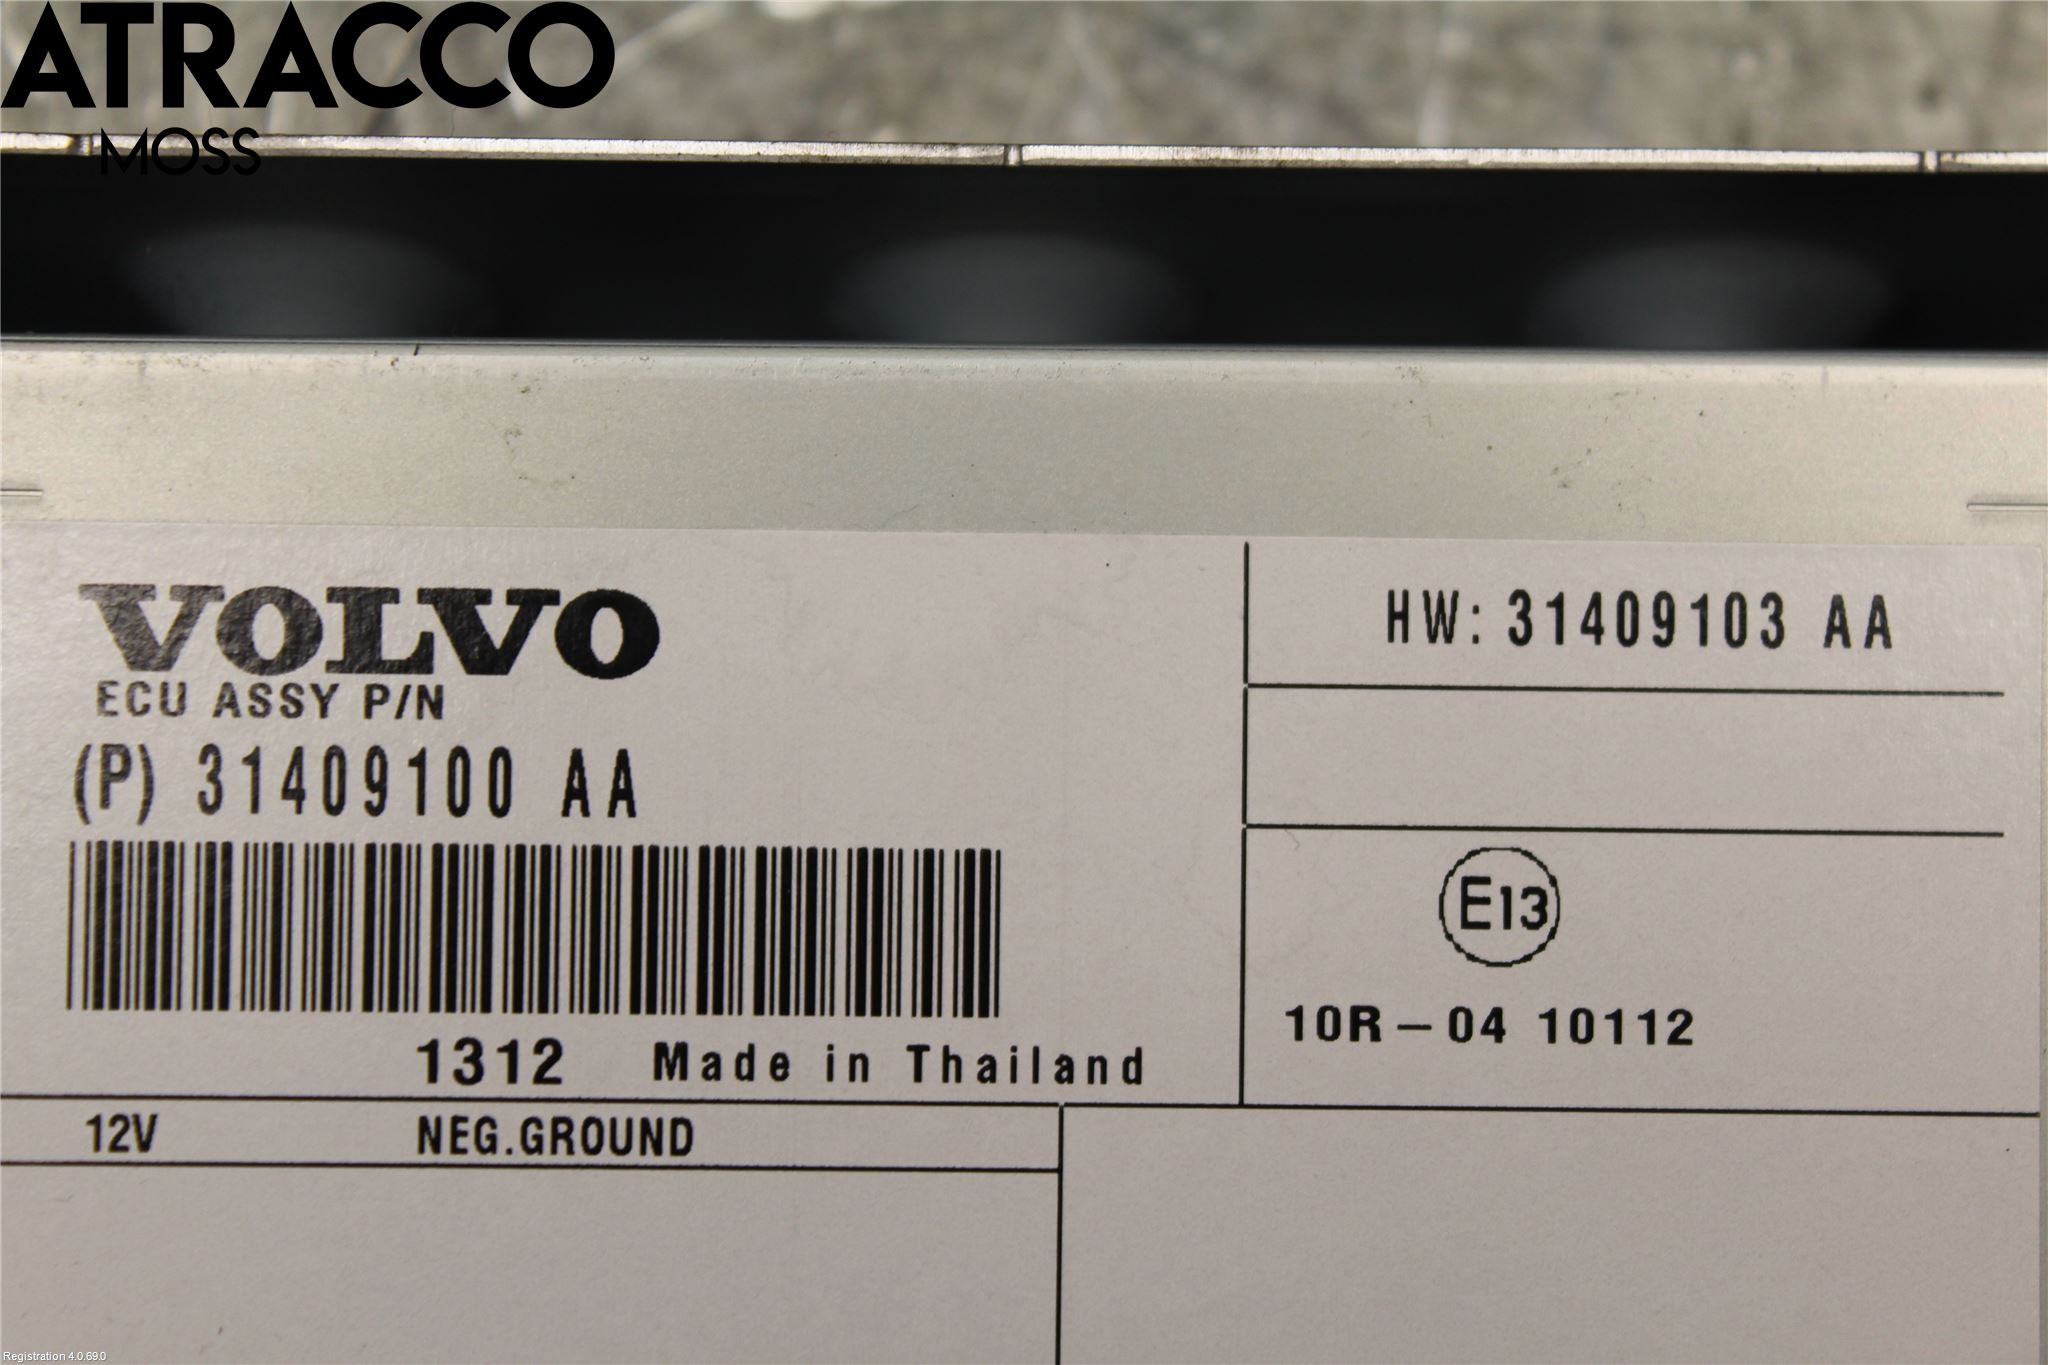 ATRACCO
MOSS
VOLVO
ECU ASSY P/N
(P) 31409100 AA
1312 Made in Thailand
12V NEG.GROUND
HW: 31409103 AA
E13
10R-04 10112
Registration 4.0.69.0